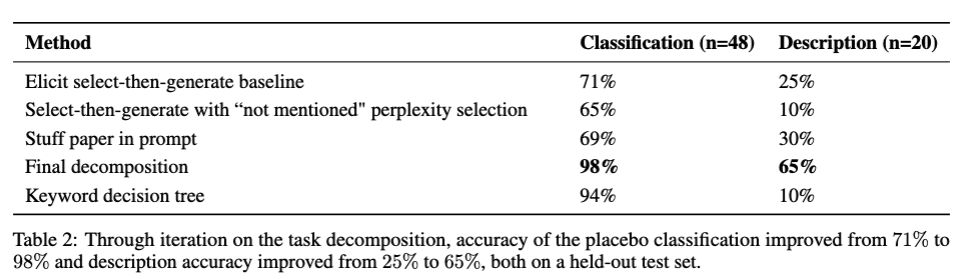 Method Classification (n=48) Description (n=20)
Elicit select-then-generate baseline 71% 25%
Select-then-generate with “not mentioned" perplexity selection 65% 10%
Stuff paper in prompt 69% 30%
Final decomposition 98% 65%
Keyword decision tree 94% 10%
Table 2: Through iteration on the task decomposition, accuracy of the placebo classification improved from 71% to
98% and description accuracy improved from 25% to 65%, both on a held-out test set.